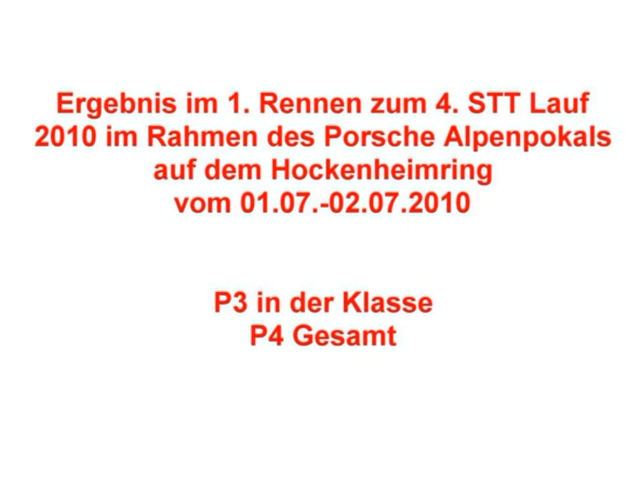 Ergebnis im 1. Rennen zum 4. STT Lauf
2010 im Rahmen des Porsche Alpenpokals
auf dem Hockenheimring
vom 01.07.-02.07.2010
P3 in der Klasse
P4 Gesamt